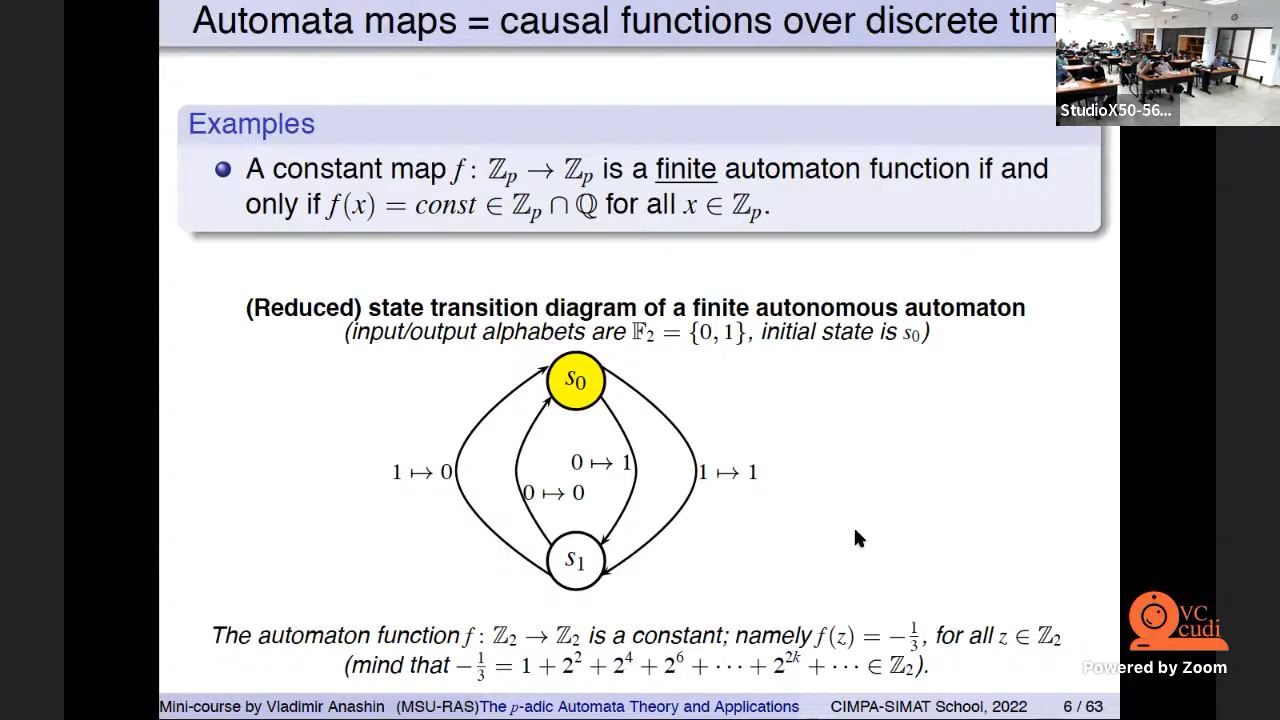 Automata maps = causal functions over discrete tim
StudioX50-56...
Examples
A constant map f : ℤ_p → ℤ_p is a finite automaton function if and
only if f(x) = const ∈ ℤ_p ∩ ℚ for all x ∈ ℤ_p.
(Reduced) state transition diagram of a finite autonomous automaton
(input/output alphabets are 𝔽₂ = {0, 1}, initial state is s₀)
s₀
0 ↦ 1
1 ↦ 0
1 ↦ 1
0 ↦ 0
s₁
The automaton function f : ℤ₂ → ℤ₂ is a constant; namely f(z) = −1/3, for all z ∈ ℤ₂
(mind that −1/3 = 1 + 2² + 2⁴ + 2⁶ + ··· + 2^{2k} + ··· ∈ ℤ₂).
VC
cudi
Powered by Zoom
Mini-course by Vladimir Anashin (MSU-RAS) The p-adic Automata Theory and Applications CIMPA-SIMAT School, 2022 6 / 63